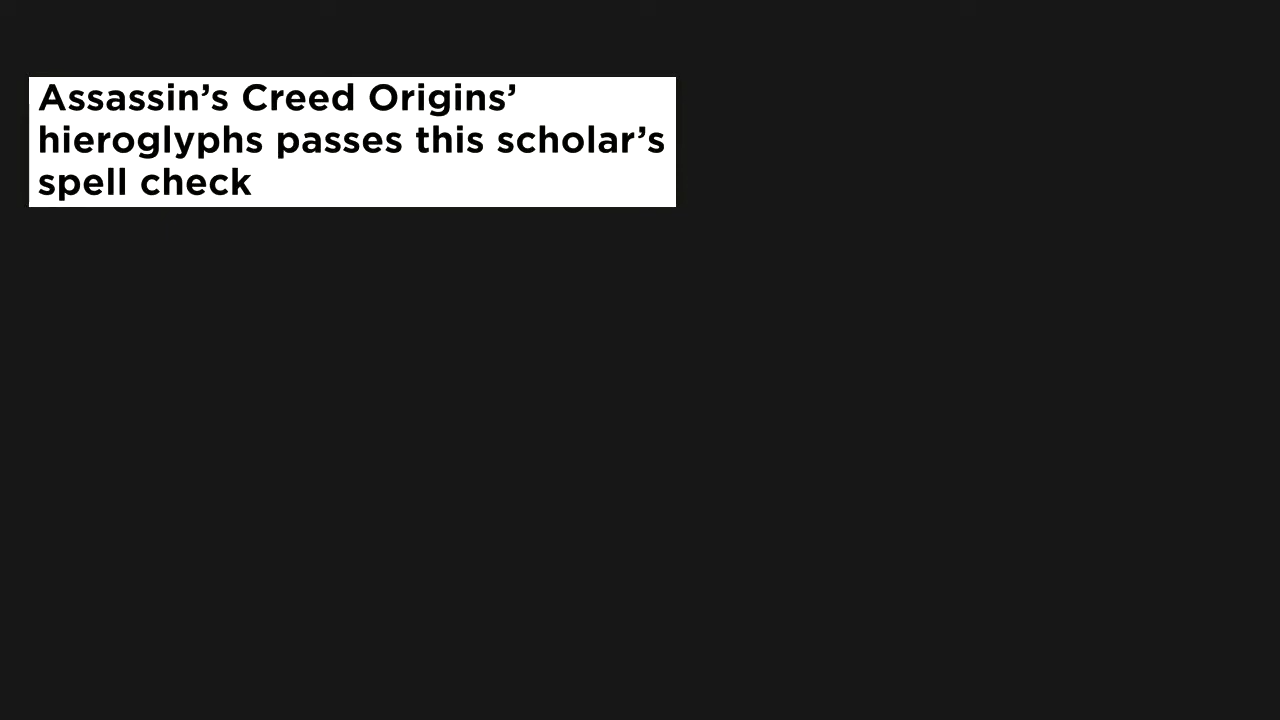 Assassin’s Creed Origins’
hieroglyphs passes this scholar’s
spell check